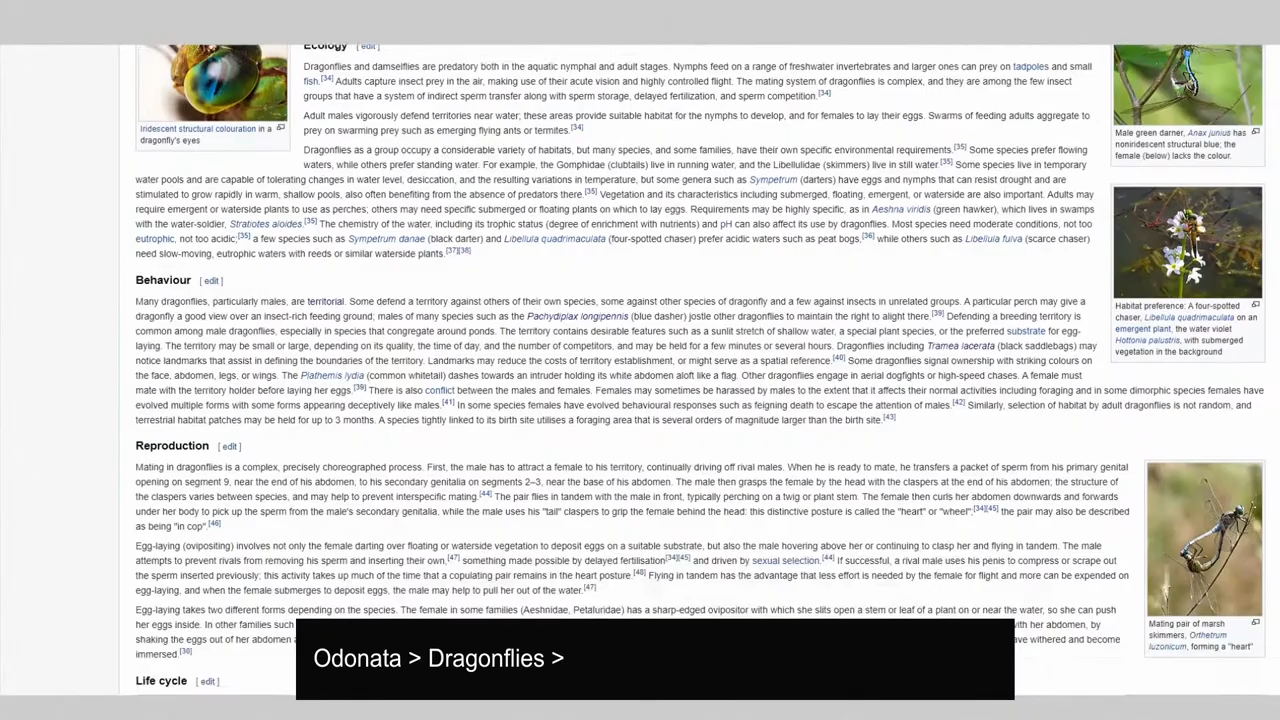 Ecology [ edit ]
Dragonflies and damselflies are predatory both in the aquatic nymphal and adult stages. Nymphs feed on a range of freshwater invertebrates and larger ones can prey on tadpoles and small
fish.[34] Adults capture insect prey in the air, making use of their acute vision and highly controlled flight. The mating system of dragonflies is complex, and they are among the few insect
groups that have a system of indirect sperm transfer along with sperm storage, delayed fertilization, and sperm competition.[34]
Adult males vigorously defend territories near water; these areas provide suitable habitat for the nymphs to develop, and for females to lay their eggs. Swarms of feeding adults aggregate to
prey on swarming prey such as emerging flying ants or termites.[34]
Dragonflies as a group occupy a considerable variety of habitats, but many species, and some families, have their own specific environmental requirements.[35] Some species prefer flowing
waters, while others prefer standing water. For example, the Gomphidae (clubtails) live in running water, and the Libellulidae (skimmers) live in still water.[35] Some species live in temporary
water pools and are capable of tolerating changes in water level, desiccation, and the resulting variations in temperature, but some genera such as Sympetrum (darters) have eggs and nymphs that can resist drought and are
stimulated to grow rapidly in warm, shallow pools, also often benefiting from the absence of predators there.[35] Vegetation and its characteristics including submerged, floating, emergent, or waterside are also important. Adults may
require emergent or waterside plants to use as perches; others may need specific submerged or floating plants on which to lay eggs. Requirements may be highly specific, as in Aeshna viridis (green hawker), which lives in swamps
with the water-soldier, Stratiotes aloides.[35] The chemistry of the water, including its trophic status (degree of enrichment with nutrients) and pH can also affect its use by dragonflies. Most species need moderate conditions, not too
eutrophic, not too acidic;[35] a few species such as Sympetrum danae (black darter) and Libellula quadrimaculata (four-spotted chaser) prefer acidic waters such as peat bogs,[36] while others such as Libellula fulva (scarce chaser)
need slow-moving, eutrophic waters with reeds or similar waterside plants.[37][38]
Iridescent structural colouration in a
dragonfly's eyes
Male green darner, Anax junius has
noniridescent structural blue; the
female (below) lacks the colour.
Habitat preference: A four-spotted
chaser, Libellula quadrimaculata on an
emergent plant, the water violet
Hottonia palustris, with submerged
vegetation in the background
Behaviour [ edit ]
Many dragonflies, particularly males, are territorial. Some defend a territory against others of their own species, some against other species of dragonfly and a few against insects in unrelated groups. A particular perch may give a
dragonfly a good view over an insect-rich feeding ground; males of many species such as the Pachydiplax longipennis (blue dasher) jostle other dragonflies to maintain the right to alight there.[39] Defending a breeding territory is
common among male dragonflies, especially in species that congregate around ponds. The territory contains desirable features such as a sunlit stretch of shallow water, a special plant species, or the preferred substrate for egg-
laying. The territory may be small or large, depending on its quality, the time of day, and the number of competitors, and may be held for a few minutes or several hours. Dragonflies including Tramea lacerata (black saddlebags) may
notice landmarks that assist in defining the boundaries of the territory. Landmarks may reduce the costs of territory establishment, or might serve as a spatial reference.[40] Some dragonflies signal ownership with striking colours on
the face, abdomen, legs, or wings. The Plathemis lydia (common whitetail) dashes towards an intruder holding its white abdomen aloft like a flag. Other dragonflies engage in aerial dogfights or high-speed chases. A female must
mate with the territory holder before laying her eggs.[39] There is also conflict between the males and females. Females may sometimes be harassed by males to the extent that it affects their normal activities including foraging and in some dimorphic species females have
evolved multiple forms with some forms appearing deceptively like males.[41] In some species females have evolved behavioural responses such as feigning death to escape the attention of males.[42] Similarly, selection of habitat by adult dragonflies is not random, and
terrestrial habitat patches may be held for up to 3 months. A species tightly linked to its birth site utilises a foraging area that is several orders of magnitude larger than the birth site.[43]
Reproduction [ edit ]
Mating in dragonflies is a complex, precisely choreographed process. First, the male has to attract a female to his territory, continually driving off rival males. When he is ready to mate, he transfers a packet of sperm from his primary genital
opening on segment 9, near the end of his abdomen, to his secondary genitalia on segments 2–3, near the base of his abdomen. The male then grasps the female by the head with the claspers at the end of his abdomen; the structure of
the claspers varies between species, and may help to prevent interspecific mating.[44] The pair flies in tandem with the male in front, typically perching on a twig or plant stem. The female then curls her abdomen downwards and forwards
under her body to pick up the sperm from the male's secondary genitalia, while the male uses his "tail" claspers to grip the female behind the head: this distinctive posture is called the "heart" or "wheel";[34][45] the pair may also be described
as being "in cop".[46]
Egg-laying (ovipositing) involves not only the female darting over floating or waterside vegetation to deposit eggs on a suitable substrate, but also the male hovering above her or continuing to clasp her and flying in tandem. The male
attempts to prevent rivals from removing his sperm and inserting their own,[47] something made possible by delayed fertilisation[34][45] and driven by sexual selection.[44] If successful, a rival male uses his penis to compress or scrape out
the sperm inserted previously; this activity takes up much of the time that a copulating pair remains in the heart posture.[48] Flying in tandem has the advantage that less effort is needed by the female for flight and more can be expended on
egg-laying, and when the female submerges to deposit eggs, the male may help to pull her out of the water.[47]
Egg-laying takes two different forms depending on the species. The female in some families (Aeshnidae, Petaluridae) has a sharp-edged ovipositor with which she slits open a stem or leaf of a plant on or near the water, so she can push
her eggs inside. In other families such with her abdomen, by
shaking the eggs out of her abdomen have withered and become
immersed.[30]
Mating pair of marsh
skimmers, Orthetrum
luzonicum, forming a "heart"
Life cycle [ edit ]
Odonata > Dragonflies >